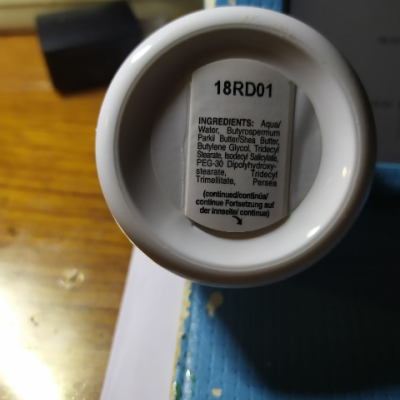 18RD01
INGREDIENTS: Aqua/
Water, Butyrospermum
Parkii Butter/Shea Butter,
Butylene Glycol, Tridecyl
Stearate, Isodecyl Salicylate,
PEG-30 Dipolyhydroxy-
stearate, Tridecyl
Trimellitate, Persea
(continued/continúa/
continue Fortsetzung auf
der innseite/ continua)